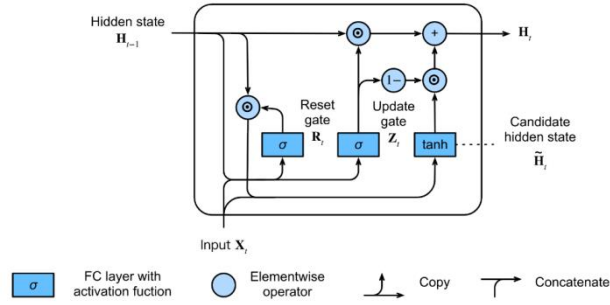 Hidden state
H_{t−1}
H_t
Reset
gate
R_t
Update
gate
Z_t
1−
σ
σ
tanh
Candidate
hidden state
H̃_t
Input X_t
σ
FC layer with
activation fuction
Elementwise
operator
Copy
Concatenate